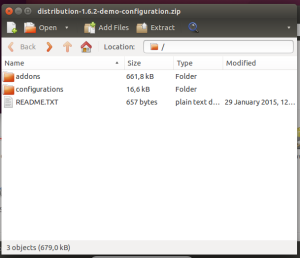 distribution-1.6.2-demo-configuration.zip
Open Add Files Extract
Back Location: /
Name Size Type Modified
addons 661,8 kB Folder
configurations 16,6 kB Folder
README.TXT 657 bytes plain text d... 29 January 2015, 12...
3 objects (679,0 kB)